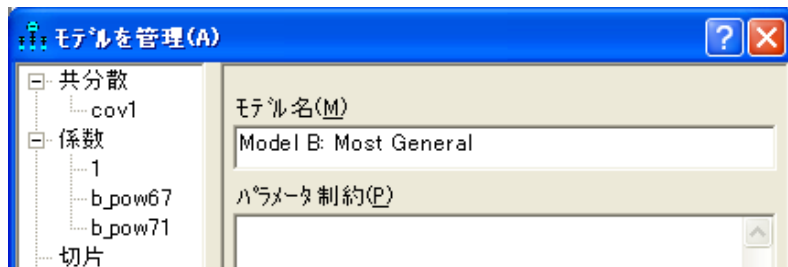 モデルを管理(A)
共分散
cov1
係数
1
b_pow67
b_pow71
切片
モデル名(M)
Model B: Most General
パラメータ制約(P)